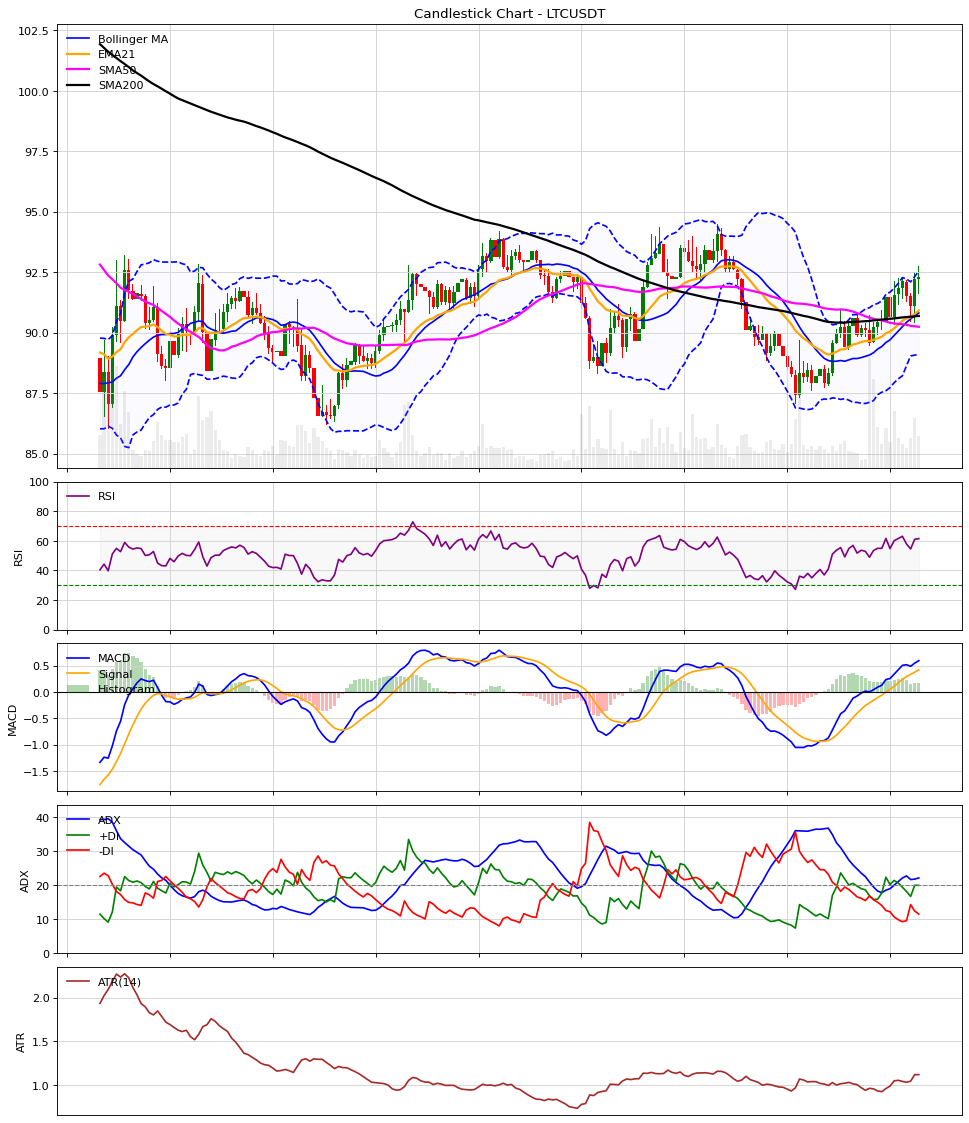 Candlestick Chart - LTCUSDT
102.5
100.0
97.5
95.0
92.5
90.0
87.5
85.0
Bollinger MA
EMA21
SMA50
SMA200
100
80
60
40
20
0
RSI
RSI
0.5
0.0
−0.5
−1.0
−1.5
MACD
MACD
Signal
Histogram
40
30
20
10
0
ADX
ADX
+DI
-DI
2.0
1.5
1.0
ATR
ATR(14)